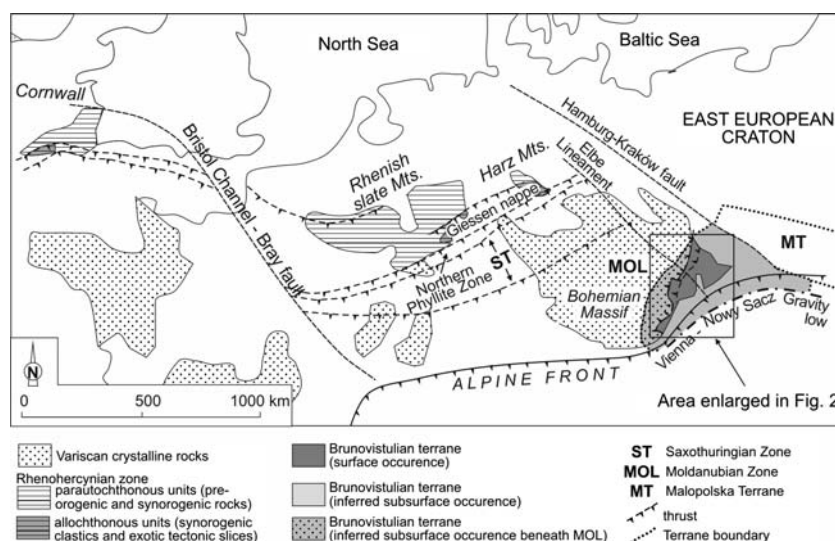 North Sea
Baltic Sea
Cornwall
Bristol Channel - Bray fault
Rhenish
slate Mts.
Harz Mts.
Giessen nappe
Northern
Phyllite Zone
ST
Elbe
Lineament
Hamburg-Kraków fault
EAST EUROPEAN
CRATON
MOL
MT
Bohemian
Massif
Vienna - Nowy Sacz Gravity
low
ALPINE FRONT
N
0 500 1000 km
Area enlarged in Fig. 2
Variscan crystalline rocks
Rhenohercynian zone
parautochthonous units (pre-
orogenic and synorogenic rocks)
allochthonous units (synorogenic
clastics and exotic tectonic slices)
Brunovistulian terrane
(surface occurence)
Brunovistulian terrane
(inferred subsurface occurence)
Brunovistulian terrane
(inferred subsurface occurence beneath MOL)
ST Saxothuringian Zone
MOL Moldanubian Zone
MT Malopolska Terrane
thrust
Terrane boundary